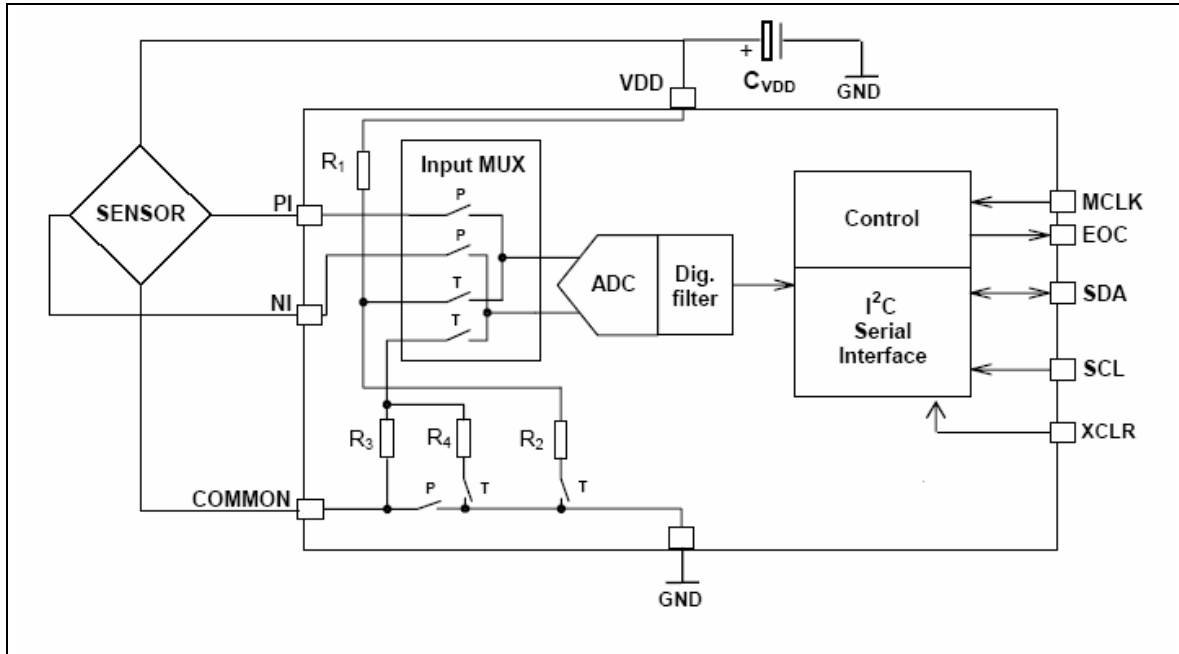 +
C_VDD
VDD
GND
R₁
Input MUX
P
PI
SENSOR
P
NI
T
T
ADC
Dig.
filter
Control
I²C
Serial
Interface
MCLK
EOC
SDA
SCL
XCLR
R₃
R₄
R₂
COMMON
P
T
T
GND